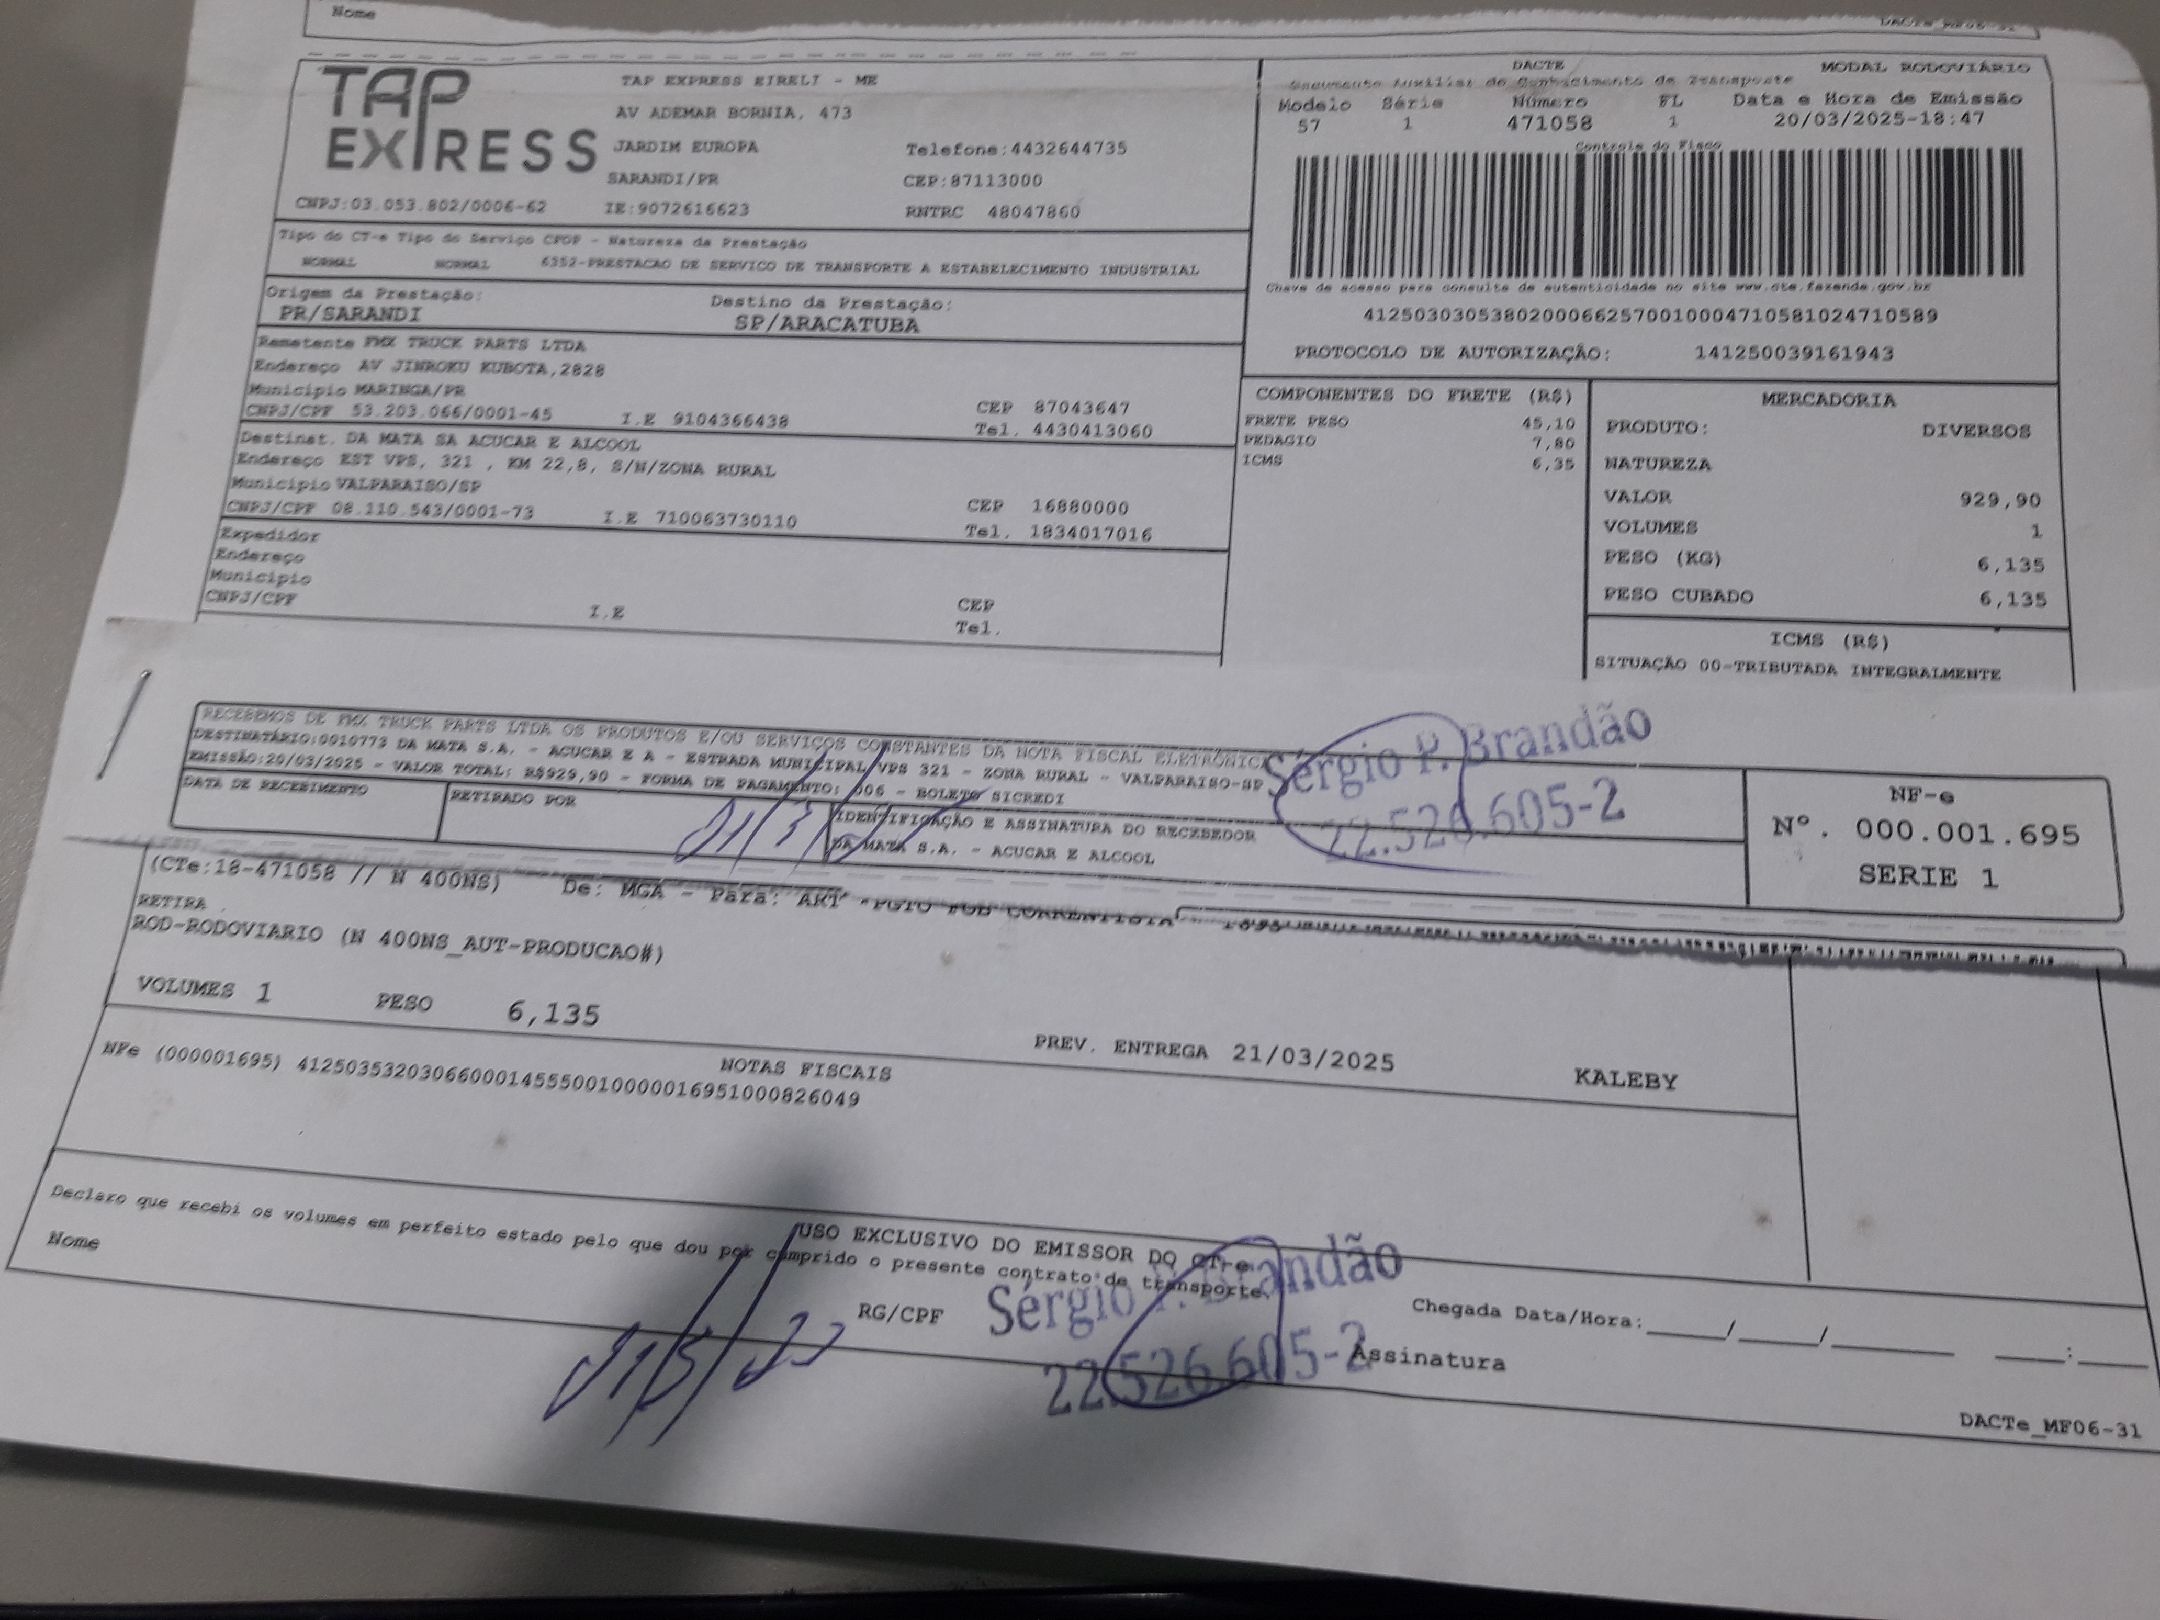 Nome
DACTe_MF06-31
TAP EXPRESS
TAP EXPRESS EIRELI - ME
AV ADEMAR BORNIA, 473
JARDIM EUROPA Telefone:4432644735
SARANDI/PR CEP:87113000
CNPJ:03.053.802/0006-62 IE:9072616623 RNTRC 48047860
DACTE MODAL RODOVIÁRIO
Documento Auxiliar do Conhecimento de Transporte
Modelo Série Número FL Data e Hora de Emissão
57 1 471058 1 20/03/2025-18:47
Controle do Fisco
Chave de acesso para consulta de autenticidade no site www.cte.fazenda.gov.br
41250303053802000662570010004710581024710589
PROTOCOLO DE AUTORIZAÇÃO: 141250039161943
Tipo do CT-e Tipo do Serviço CFOP - Natureza da Prestação
NORMAL NORMAL 6352-PRESTACAO DE SERVICO DE TRANSPORTE A ESTABELECIMENTO INDUSTRIAL
Origem da Prestação: Destino da Prestação:
PR/SARANDI SP/ARACATUBA
Remetente FMX TRUCK PARTS LTDA
Endereço AV JINROKU KUBOTA,2828
Municipio MARINGA/PR CEP 87043647
CNPJ/CPF 53.203.066/0001-45 I.E 9104366438 Tel. 4430413060
Destinat. DA MATA SA ACUCAR E ALCOOL
Endereço EST VPS, 321 , KM 22,8, S/N/ZONA RURAL
Municipio VALPARAISO/SP CEP 16880000
CNPJ/CPF 08.110.543/0001-73 I.E 710063730110 Tel. 1834017016
Expedidor
Endereço
Municipio CEP
CNPJ/CPF I.E Tel.
COMPONENTES DO FRETE (R$)
FRETE PESO 45,10
PEDAGIO 7,80
ICMS 6,35
MERCADORIA
PRODUTO: DIVERSOS
NATUREZA
VALOR 929,90
VOLUMES 1
PESO (KG) 6,135
PESO CUBADO 6,135
ICMS (R$)
SITUAÇÃO 00-TRIBUTADA INTEGRALMENTE
RECEBEMOS DE FMX TRUCK PARTS LTDA OS PRODUTOS E/OU SERVIÇOS CONSTANTES DA NOTA FISCAL ELETRÔNICA
DESTINATÁRIO:0010773 DA MATA S.A. - ACUCAR E A - ESTRADA MUNICIPAL VPS 321 - ZONA RURAL - VALPARAISO-SP
EMISSÃO:20/03/2025 - VALOR TOTAL: R$929,90 - FORMA DE PAGAMENTO: 006 - BOLETO SICREDI
DATA DE RECEBIMENTO RETIRADO POR IDENTIFICAÇÃO E ASSINATURA DO RECEBEDOR
DA MATA S.A. - ACUCAR E ALCOOL
Sérgio P. Brandão
22.526.605-2
NF-e
Nº. 000.001.695
SERIE 1
(CTe:18-471058 // N 400NS) De: MGA - Para: ART -PGTO FOB CORRENTISTA
RETIRA
ROD-RODOVIARIO (N 400NS_AUT-PRODUCAO#)
VOLUMES 1 PESO 6,135 PREV. ENTREGA 21/03/2025 KALEBY
NOTAS FISCAIS
NFe (000001695) 41250353203066000145550010000016951000826049
USO EXCLUSIVO DO EMISSOR DO CT-e
Declaro que recebi os volumes em perfeito estado pelo que dou por cumprido o presente contrato de transporte.
Nome RG/CPF Assinatura Chegada Data/Hora:____/____/______ ____:____
Sérgio P. Brandão
22.526.605-2
DACTe_MF06-31